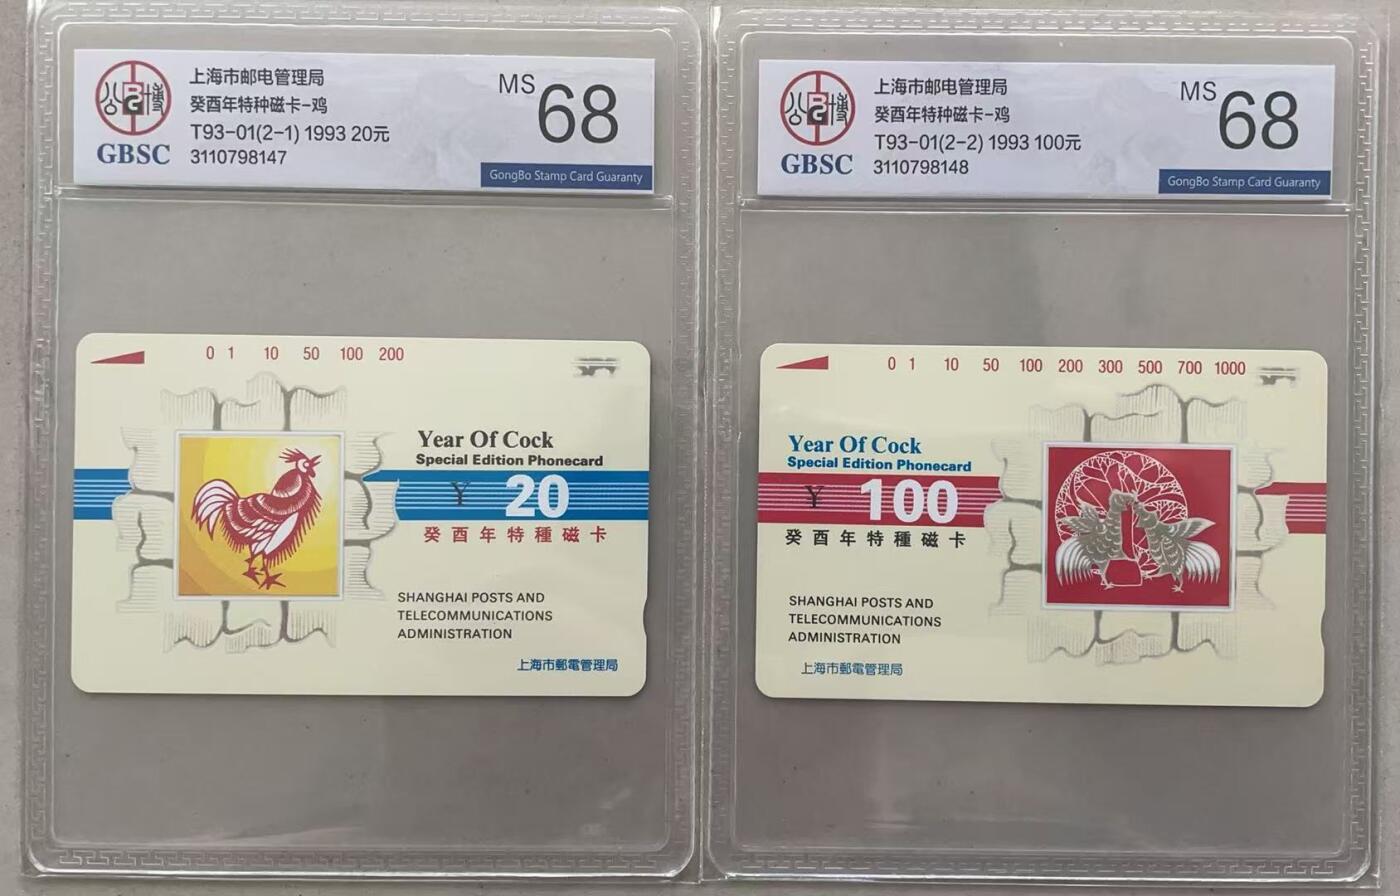 公博
BGC
GBSC
上海市邮电管理局
癸酉年特种磁卡-鸡
T93-01(2-1) 1993 20元
3110798147
MS 68
GongBo Stamp Card Guaranty
0 1 10 50 100 200
Year Of Cock
Special Edition Phonecard
¥ 20
癸酉年特種磁卡
SHANGHAI POSTS AND
TELECOMMUNICATIONS
ADMINISTRATION
上海市郵電管理局
公博
BGC
GBSC
上海市邮电管理局
癸酉年特种磁卡-鸡
T93-01(2-2) 1993 100元
3110798148
MS 68
GongBo Stamp Card Guaranty
0 1 10 50 100 200 300 500 700 1000
Year Of Cock
Special Edition Phonecard
¥ 100
癸酉年特種磁卡
SHANGHAI POSTS AND
TELECOMMUNICATIONS
ADMINISTRATION
上海市郵電管理局